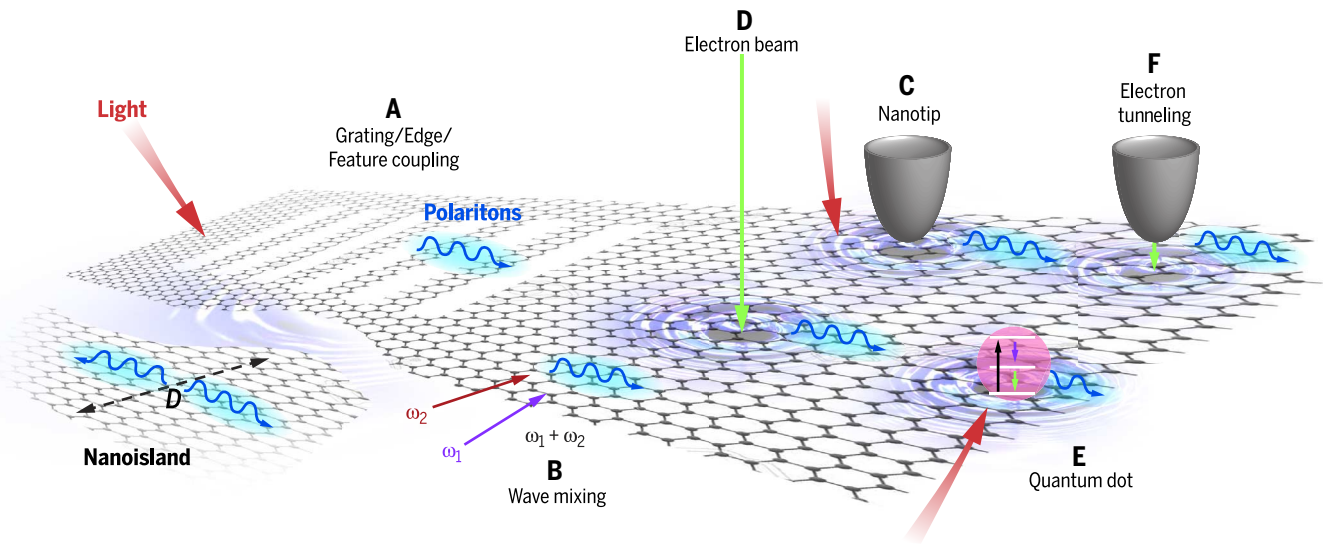 D
Electron beam
F
Electron
tunneling
C
Nanotip
Light
A
Grating/Edge/
Feature coupling
Polaritons
D
Nanoisland
ω2
ω1
ω1 + ω2
B
Wave mixing
E
Quantum dot